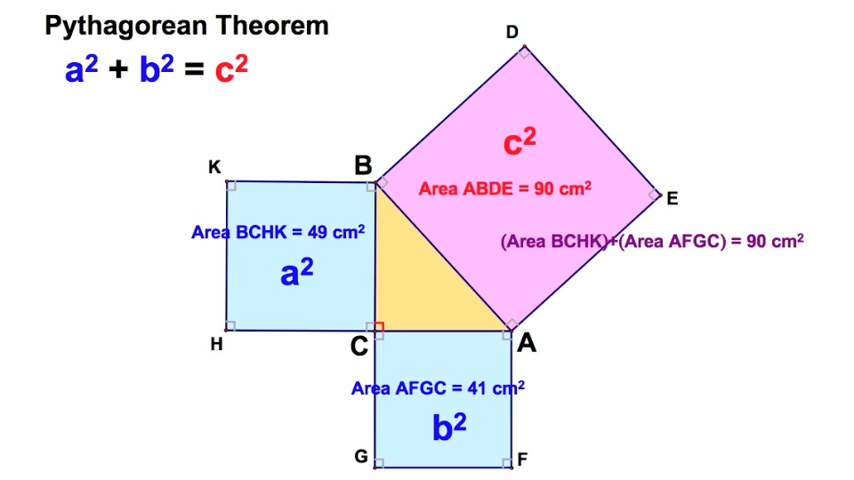 Pythagorean Theorem
a² + b² = c²
D
c²
K
B
Area ABDE = 90 cm²
E
Area BCHK = 49 cm²
(Area BCHK)+(Area AFGC) = 90 cm²
a²
H
C
A
Area AFGC = 41 cm²
b²
G
F